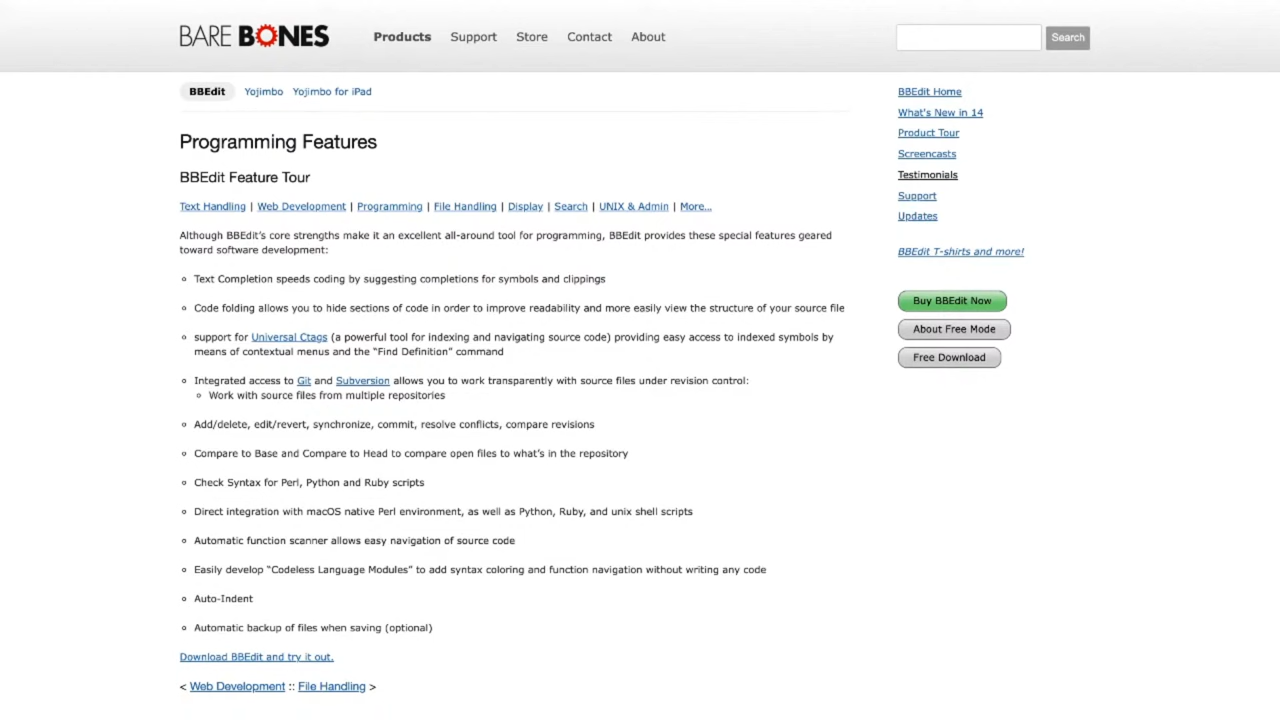 BARE BONES
Products Support Store Contact About
Search
BBEdit Yojimbo Yojimbo for iPad
Programming Features
BBEdit Feature Tour
Text Handling | Web Development | Programming | File Handling | Display | Search | UNIX & Admin | More...
Although BBEdit’s core strengths make it an excellent all-around tool for programming, BBEdit provides these special features geared
toward software development:
Text Completion speeds coding by suggesting completions for symbols and clippings
Code folding allows you to hide sections of code in order to improve readability and more easily view the structure of your source file
support for Universal Ctags (a powerful tool for indexing and navigating source code) providing easy access to indexed symbols by
means of contextual menus and the “Find Definition” command
Integrated access to Git and Subversion allows you to work transparently with source files under revision control:
Work with source files from multiple repositories
Add/delete, edit/revert, synchronize, commit, resolve conflicts, compare revisions
Compare to Base and Compare to Head to compare open files to what’s in the repository
Check Syntax for Perl, Python and Ruby scripts
Direct integration with macOS native Perl environment, as well as Python, Ruby, and unix shell scripts
Automatic function scanner allows easy navigation of source code
Easily develop “Codeless Language Modules” to add syntax coloring and function navigation without writing any code
Auto-Indent
Automatic backup of files when saving (optional)
Download BBEdit and try it out.
< Web Development :: File Handling >
BBEdit Home
What's New in 14
Product Tour
Screencasts
Testimonials
Support
Updates
BBEdit T-shirts and more!
Buy BBEdit Now
About Free Mode
Free Download